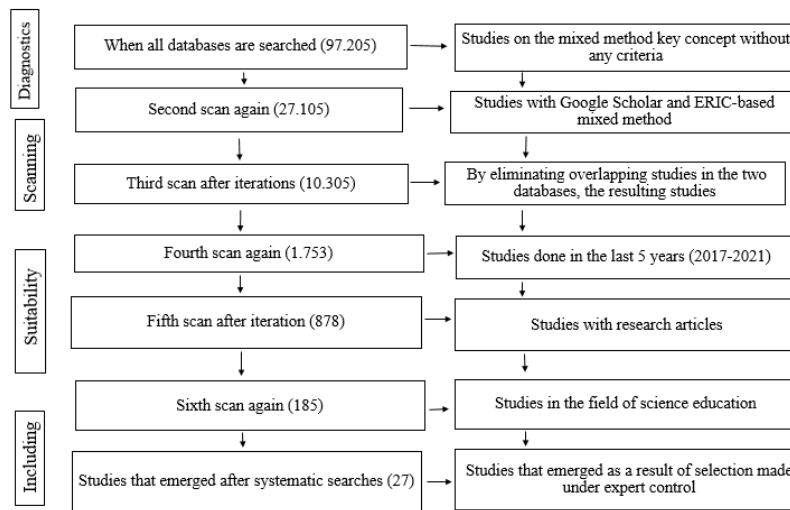 Diagnostics
When all databases are searched (97.205)
Studies on the mixed method key concept without
any criteria
Second scan again (27.105)
Studies with Google Scholar and ERIC-based
mixed method
Scanning
Third scan after iterations (10.305)
By eliminating overlapping studies in the two
databases, the resulting studies
Suitability
Fourth scan again (1.753)
Studies done in the last 5 years (2017-2021)
Fifth scan after iteration (878)
Studies with research articles
Including
Sixth scan again (185)
Studies in the field of science education
Studies that emerged after systematic searches (27)
Studies that emerged as a result of selection made
under expert control